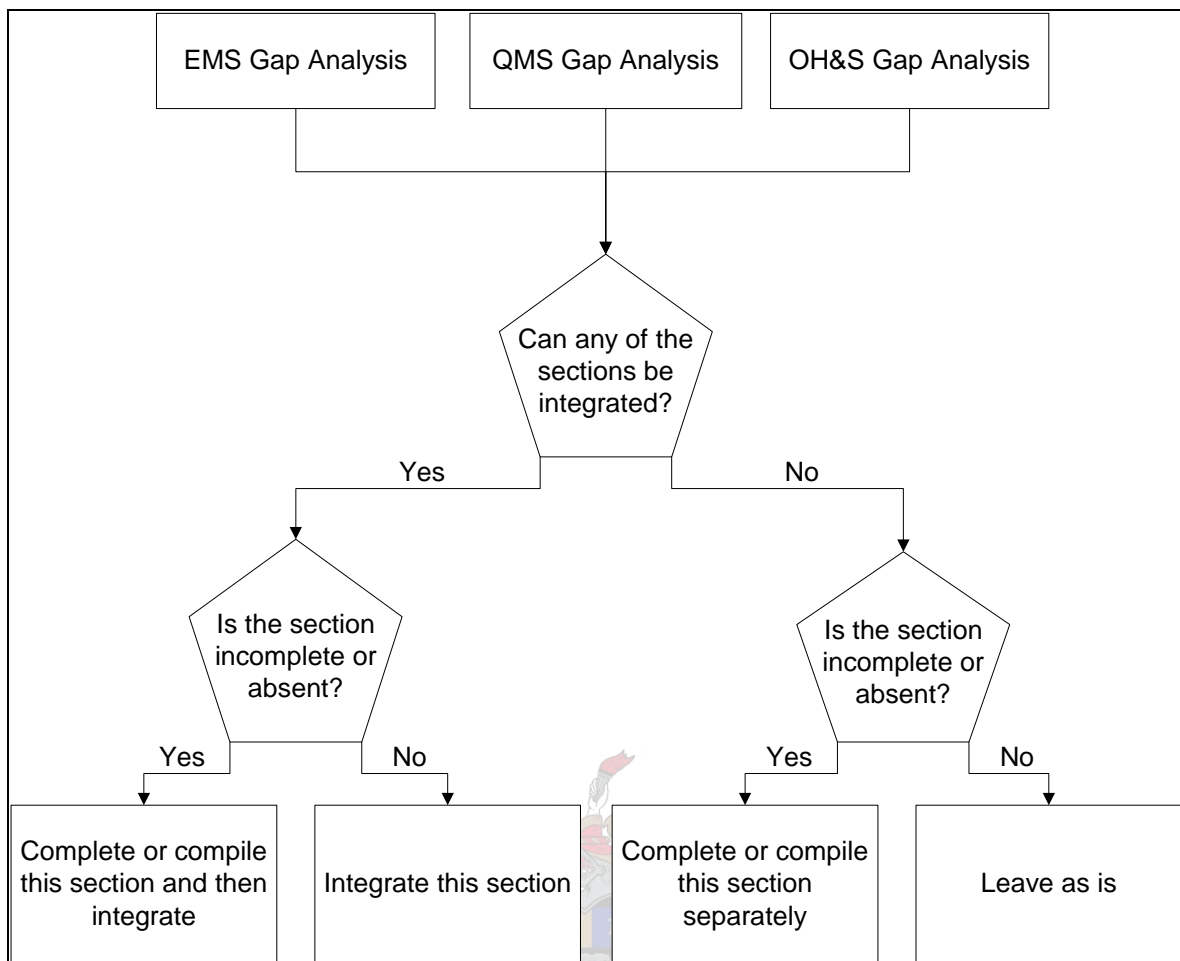 EMS Gap Analysis
QMS Gap Analysis
OH&S Gap Analysis
Can any of the
sections be
integrated?
Yes
No
Is the section
incomplete or
absent?
Is the section
incomplete or
absent?
Yes
No
Yes
No
Complete or compile
this section and then
integrate
Integrate this section
Complete or compile
this section
separately
Leave as is